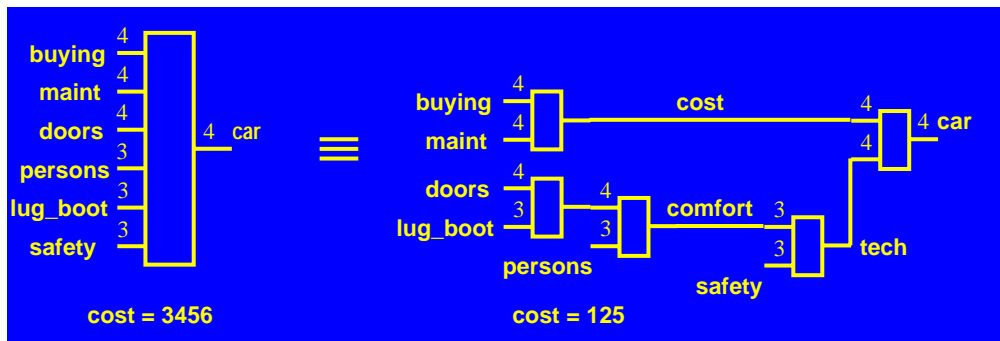 4
buying
4
maint
4
doors
3
persons
3
lug_boot
3
safety
4 car
cost = 3456
4
buying
4
maint
cost
4
4
4 car
4
doors
3
lug_boot
4
3
persons
comfort
3
3
safety
tech
cost = 125